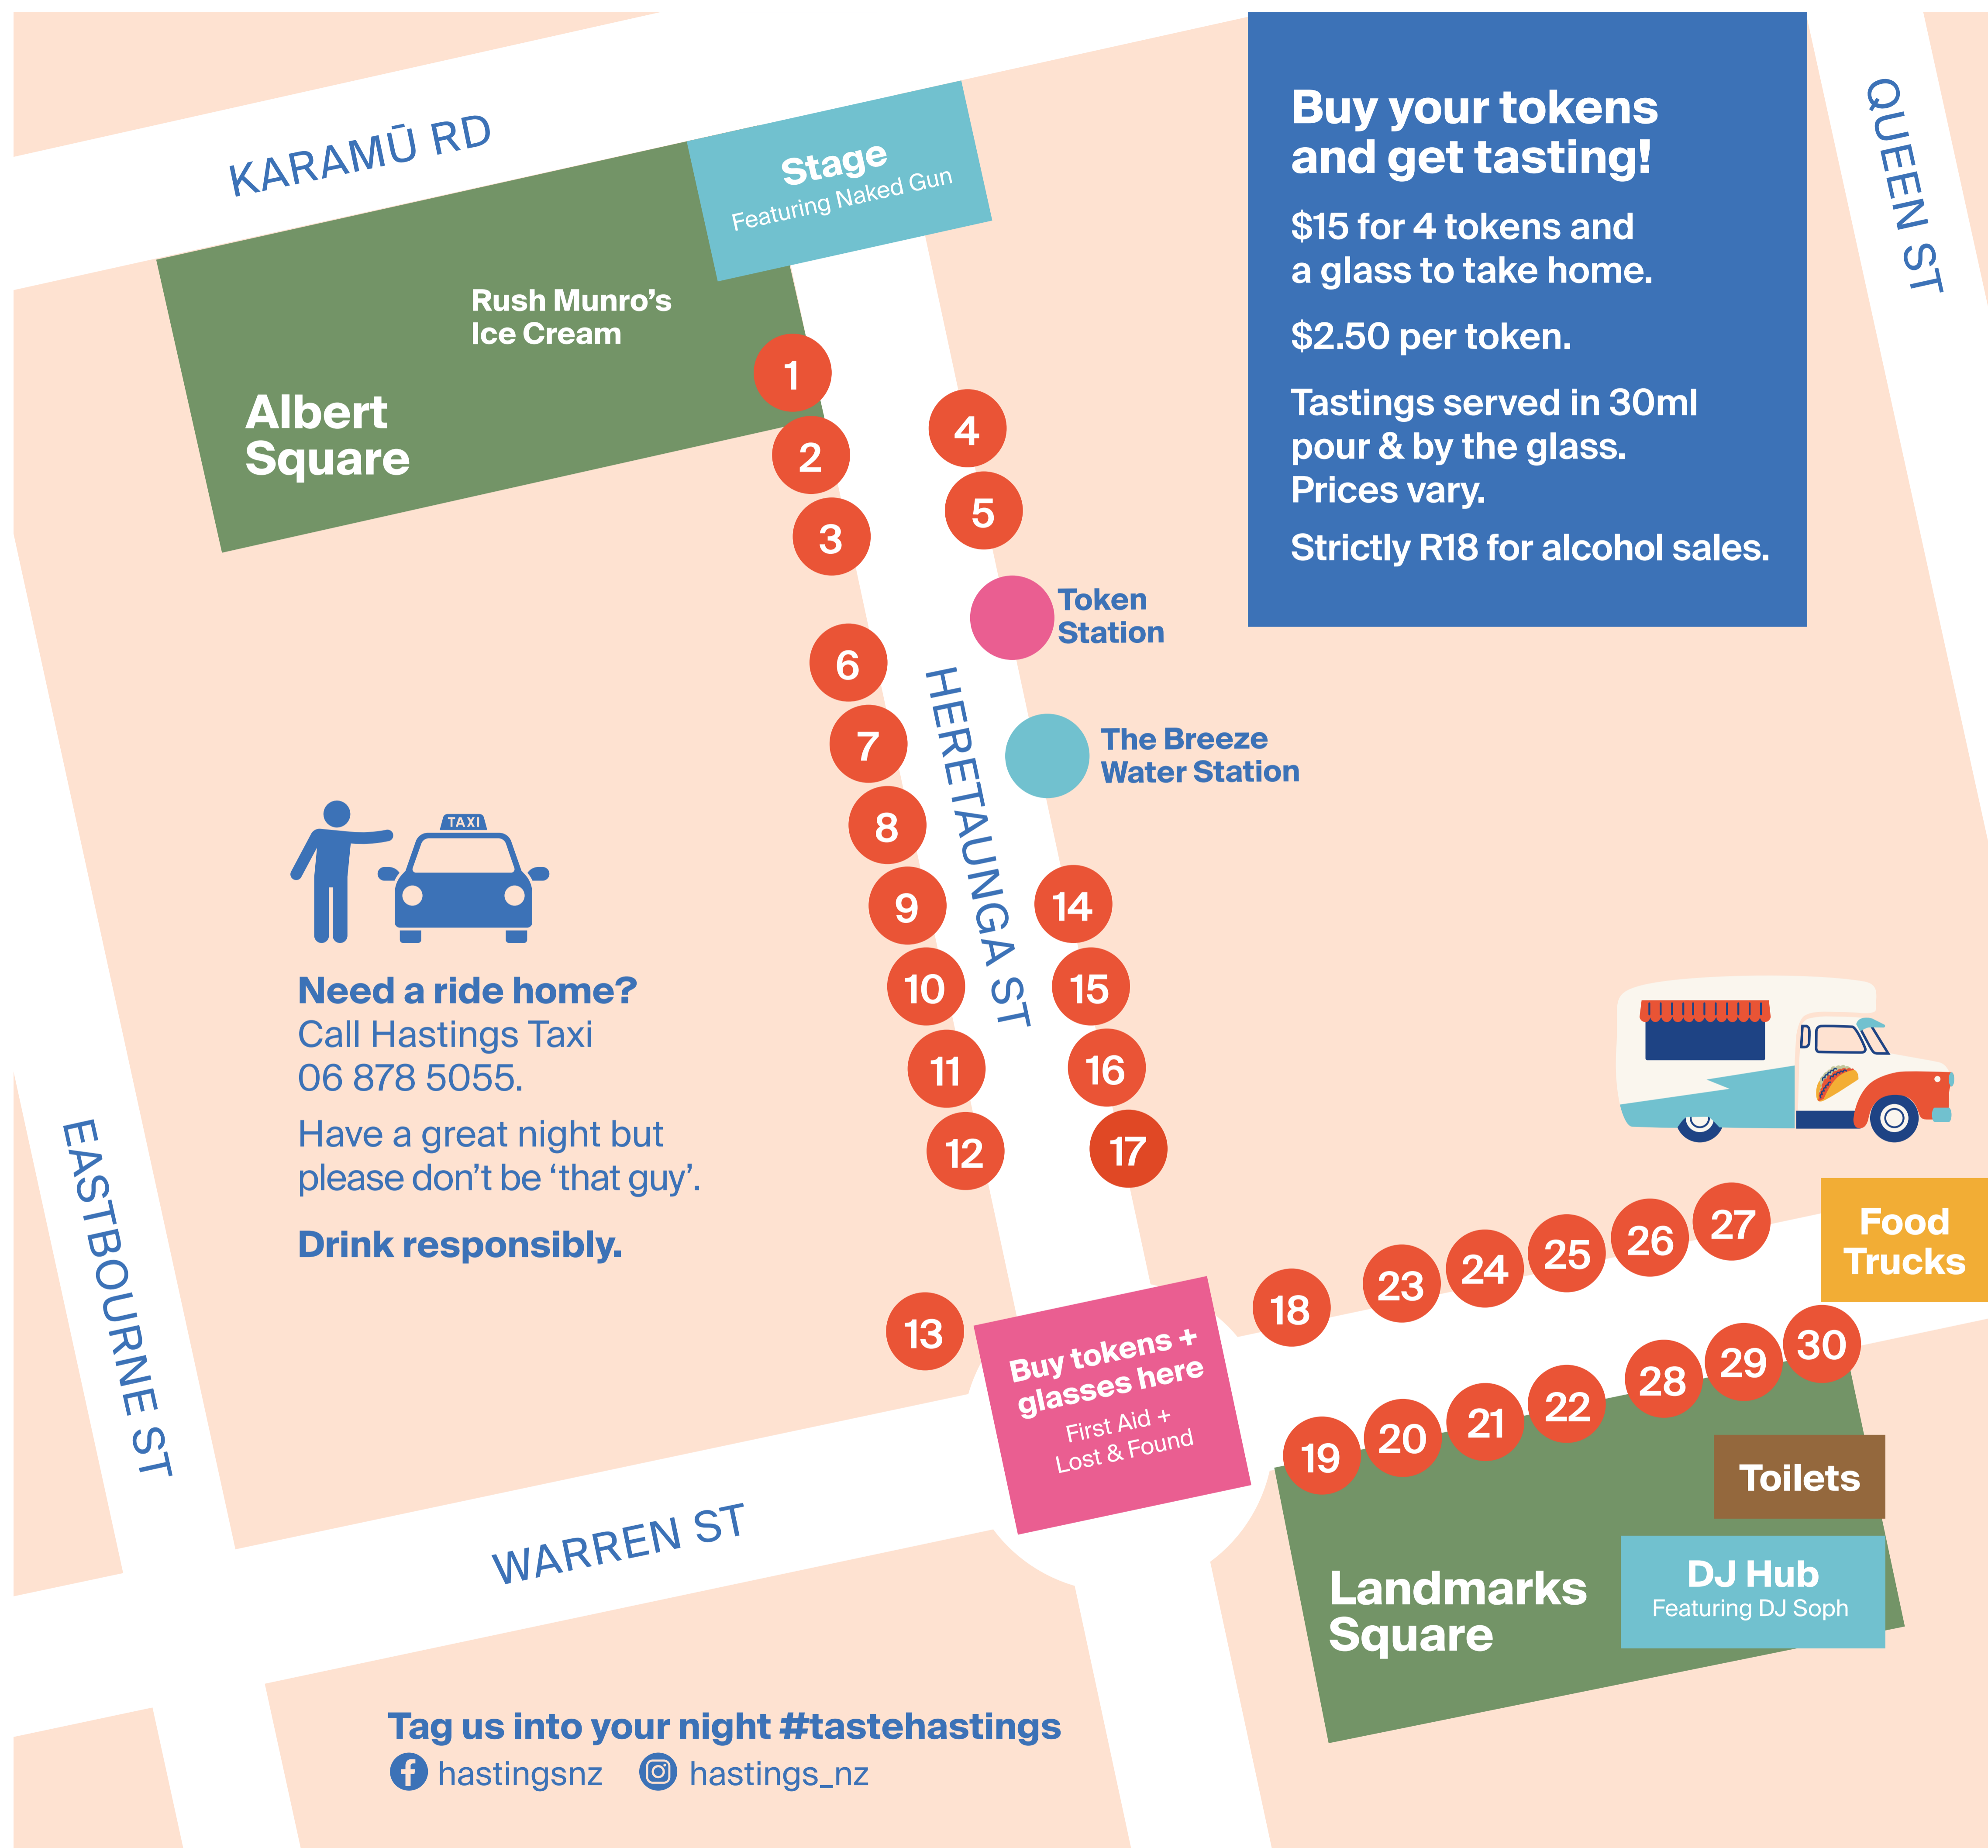 KARAMŪ RD
Stage
Featuring Naked Gun
Rush Munro's
Ice Cream
Albert
Square
Buy your tokens
and get tasting!
$15 for 4 tokens and
a glass to take home.
$2.50 per token.
Tastings served in 30ml
pour & by the glass.
Prices vary.
Strictly R18 for alcohol sales.
QUEEN ST
1
2
3
4
5
Token
Station
6
7
8
9
10
11
12
HERETAUNGA ST
The Breeze
Water Station
14
15
16
17
TAXI
Need a ride home?
Call Hastings Taxi
06 878 5055.
Have a great night but
please don't be ‘that guy’.
Drink responsibly.
EASTBOURNE ST
13
Buy tokens +
glasses here
First Aid +
Lost & Found
18
23
24
25
26
27
Food
Trucks
19
20
21
22
28
29
30
Toilets
DJ Hub
Featuring DJ Soph
Landmarks
Square
WARREN ST
Tag us into your night #tastehastings
hastingsnz
hastings_nz